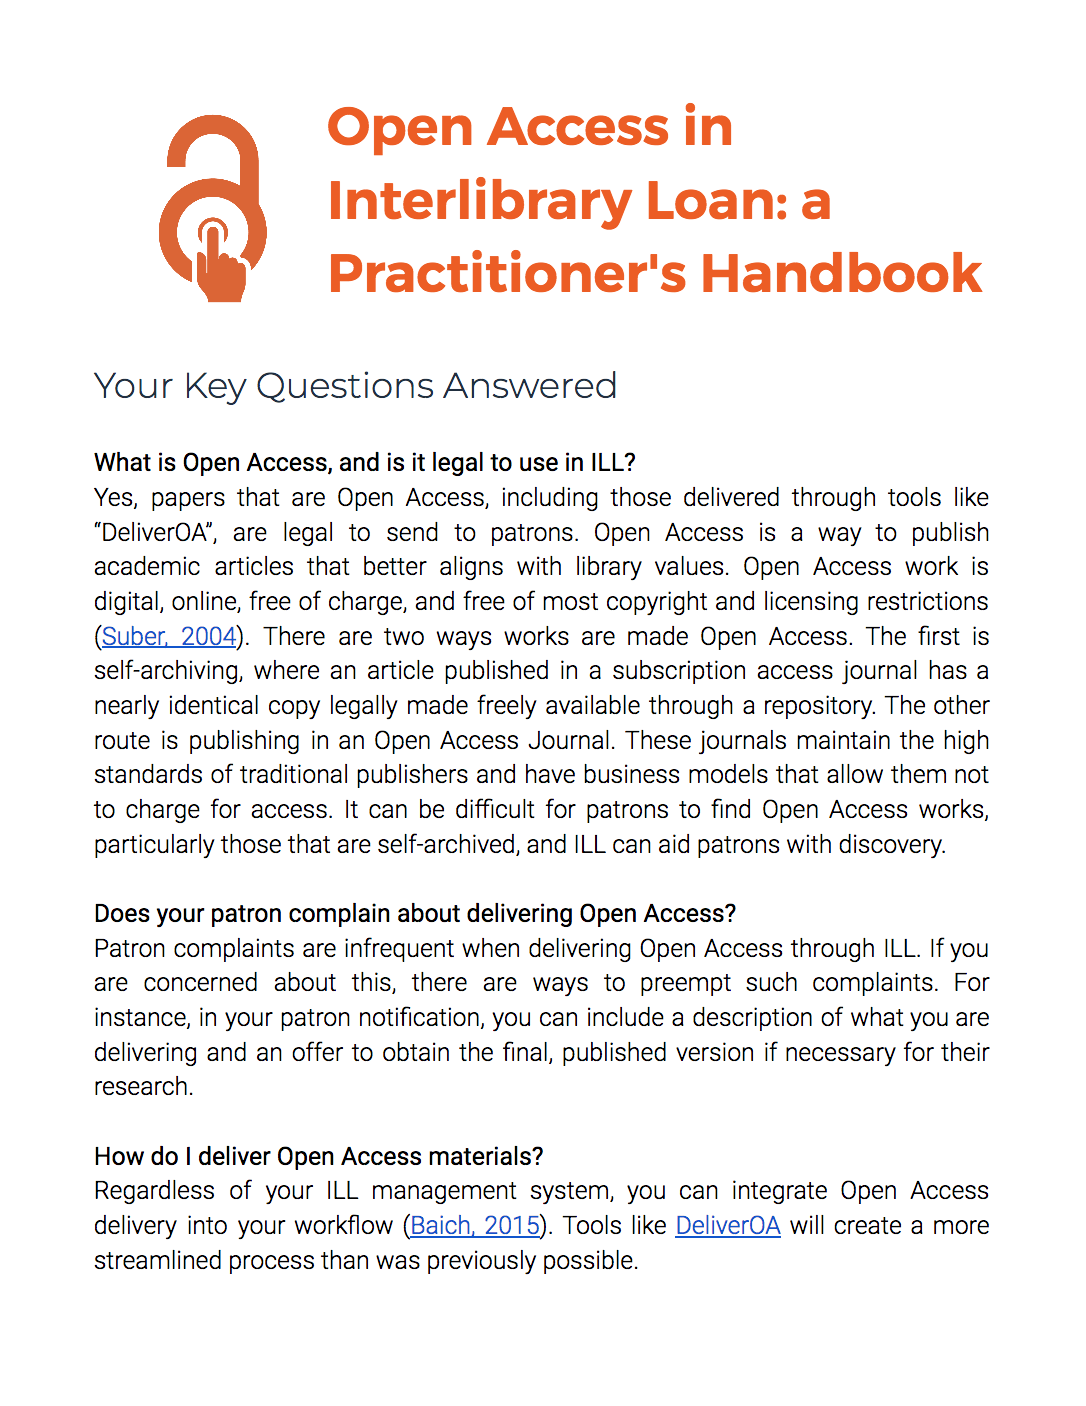 Open Access in
Interlibrary Loan: a
Practitioner's Handbook
Your Key Questions Answered
What is Open Access, and is it legal to use in ILL?
Yes, papers that are Open Access, including those delivered through tools like
“DeliverOA”, are legal to send to patrons. Open Access is a way to publish
academic articles that better aligns with library values. Open Access work is
digital, online, free of charge, and free of most copyright and licensing restrictions
(Suber, 2004). There are two ways works are made Open Access. The first is
self-archiving, where an article published in a subscription access journal has a
nearly identical copy legally made freely available through a repository. The other
route is publishing in an Open Access Journal. These journals maintain the high
standards of traditional publishers and have business models that allow them not
to charge for access. It can be difficult for patrons to find Open Access works,
particularly those that are self-archived, and ILL can aid patrons with discovery.
Does your patron complain about delivering Open Access?
Patron complaints are infrequent when delivering Open Access through ILL. If you
are concerned about this, there are ways to preempt such complaints. For
instance, in your patron notification, you can include a description of what you are
delivering and an offer to obtain the final, published version if necessary for their
research.
How do I deliver Open Access materials?
Regardless of your ILL management system, you can integrate Open Access
delivery into your workflow (Baich, 2015). Tools like DeliverOA will create a more
streamlined process than was previously possible.